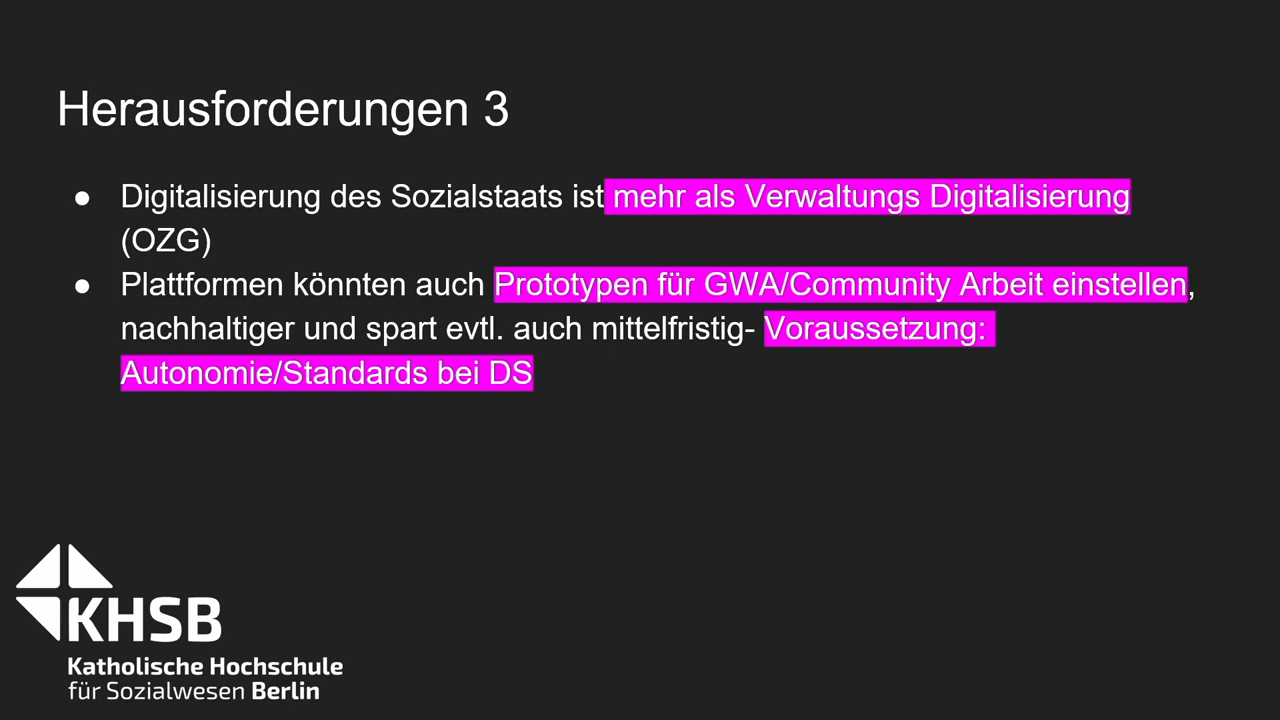 Herausforderungen 3
● Digitalisierung des Sozialstaats ist mehr als Verwaltungs Digitalisierung
(OZG)
● Plattformen könnten auch Prototypen für GWA/Community Arbeit einstellen,
nachhaltiger und spart evtl. auch mittelfristig- Voraussetzung:
Autonomie/Standards bei DS
KHSB
Katholische Hochschule
für Sozialwesen Berlin